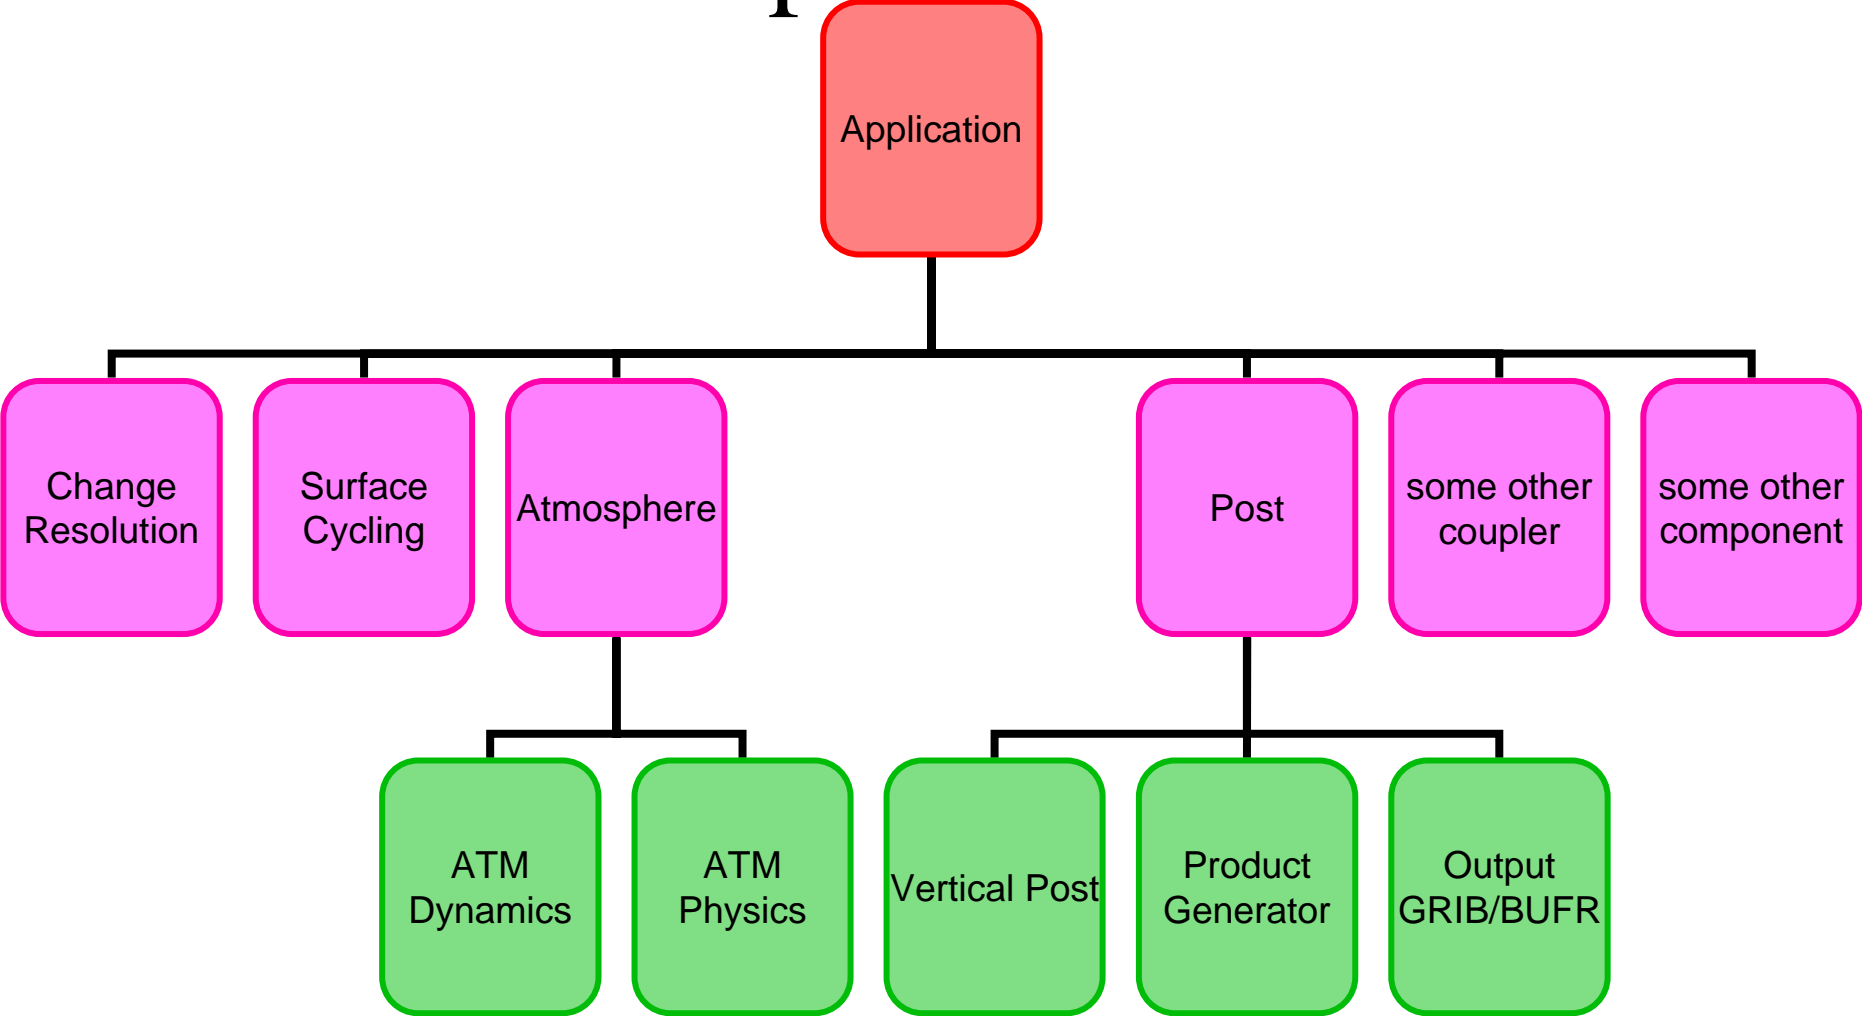 Application
Change
Resolution
Surface
Cycling
Atmosphere
Post
some other
coupler
some other
component
ATM
Dynamics
ATM
Physics
Vertical Post
Product
Generator
Output
GRIB/BUFR